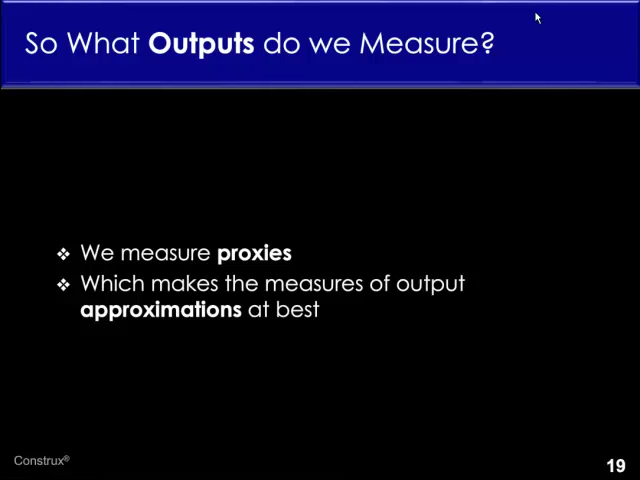 So What Outputs do we Measure?
❖ We measure proxies
❖ Which makes the measures of output
approximations at best
Construx®
19